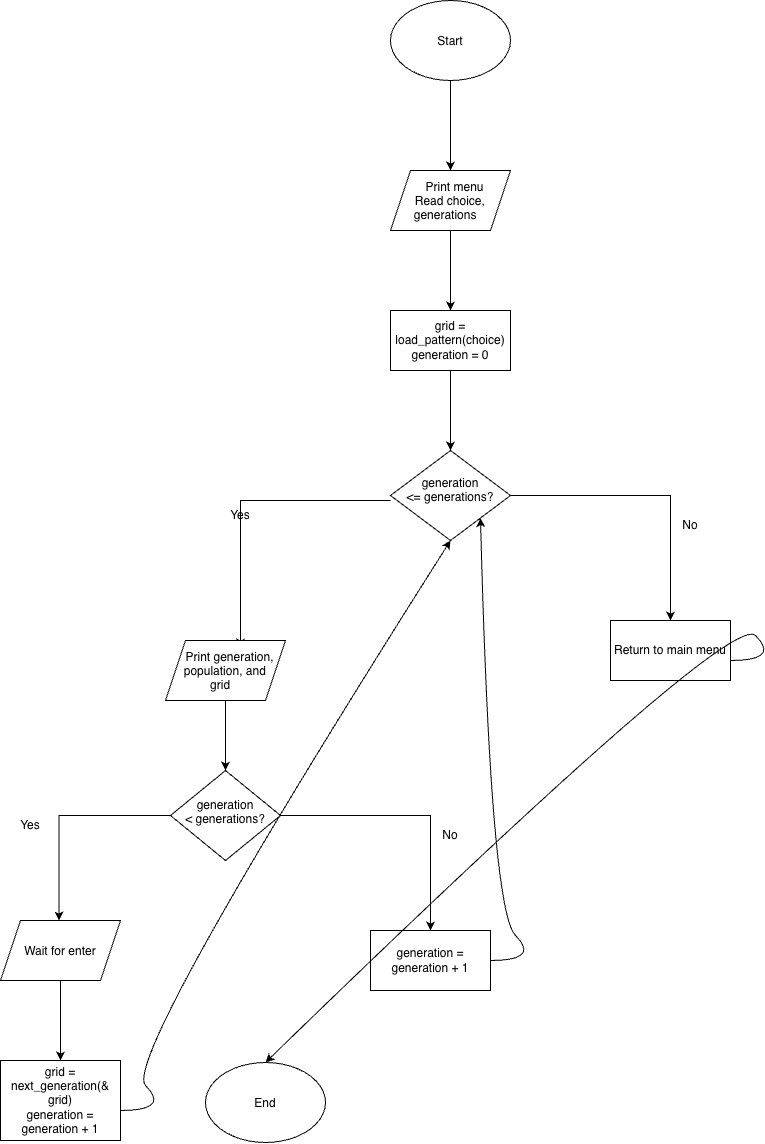 Start
Print menu
Read choice,
generations
grid =
load_pattern(choice)
generation = 0
generation
<= generations?
Yes
No
Print generation,
population, and
grid
Return to main menu
generation
< generations?
Yes
No
Wait for enter
generation =
generation + 1
grid =
next_generation(&
grid)
generation =
generation + 1
End